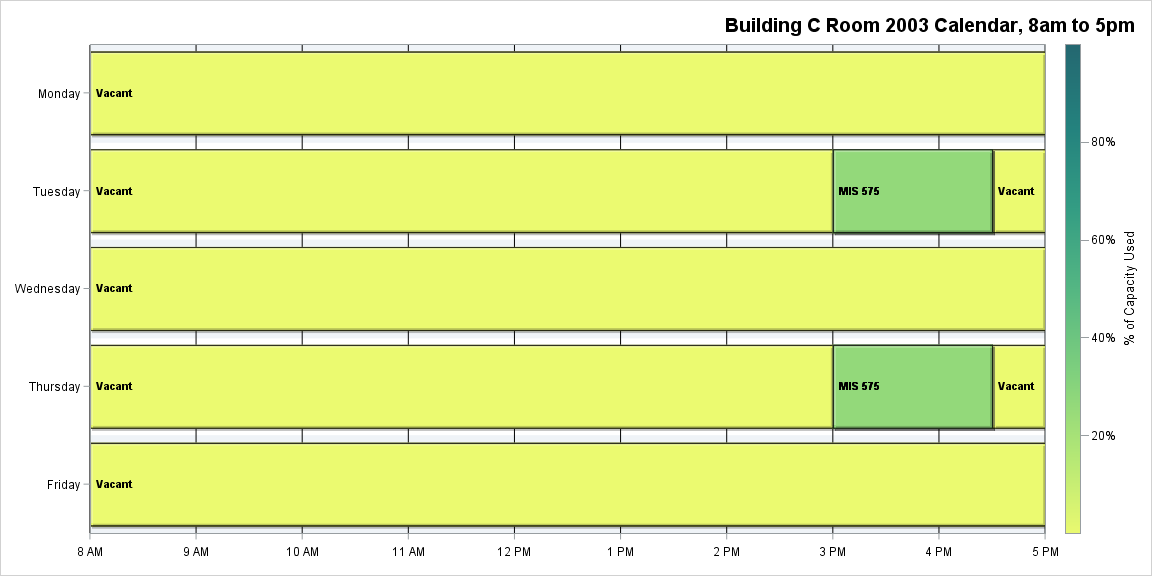 Building C Room 2003 Calendar, 8am to 5pm
Monday
Vacant
Tuesday
Vacant
MIS 575
Vacant
Wednesday
Vacant
Thursday
Vacant
MIS 575
Vacant
Friday
Vacant
8 AM
9 AM
10 AM
11 AM
12 PM
1 PM
2 PM
3 PM
4 PM
5 PM
80%
60%
40%
20%
% of Capacity Used